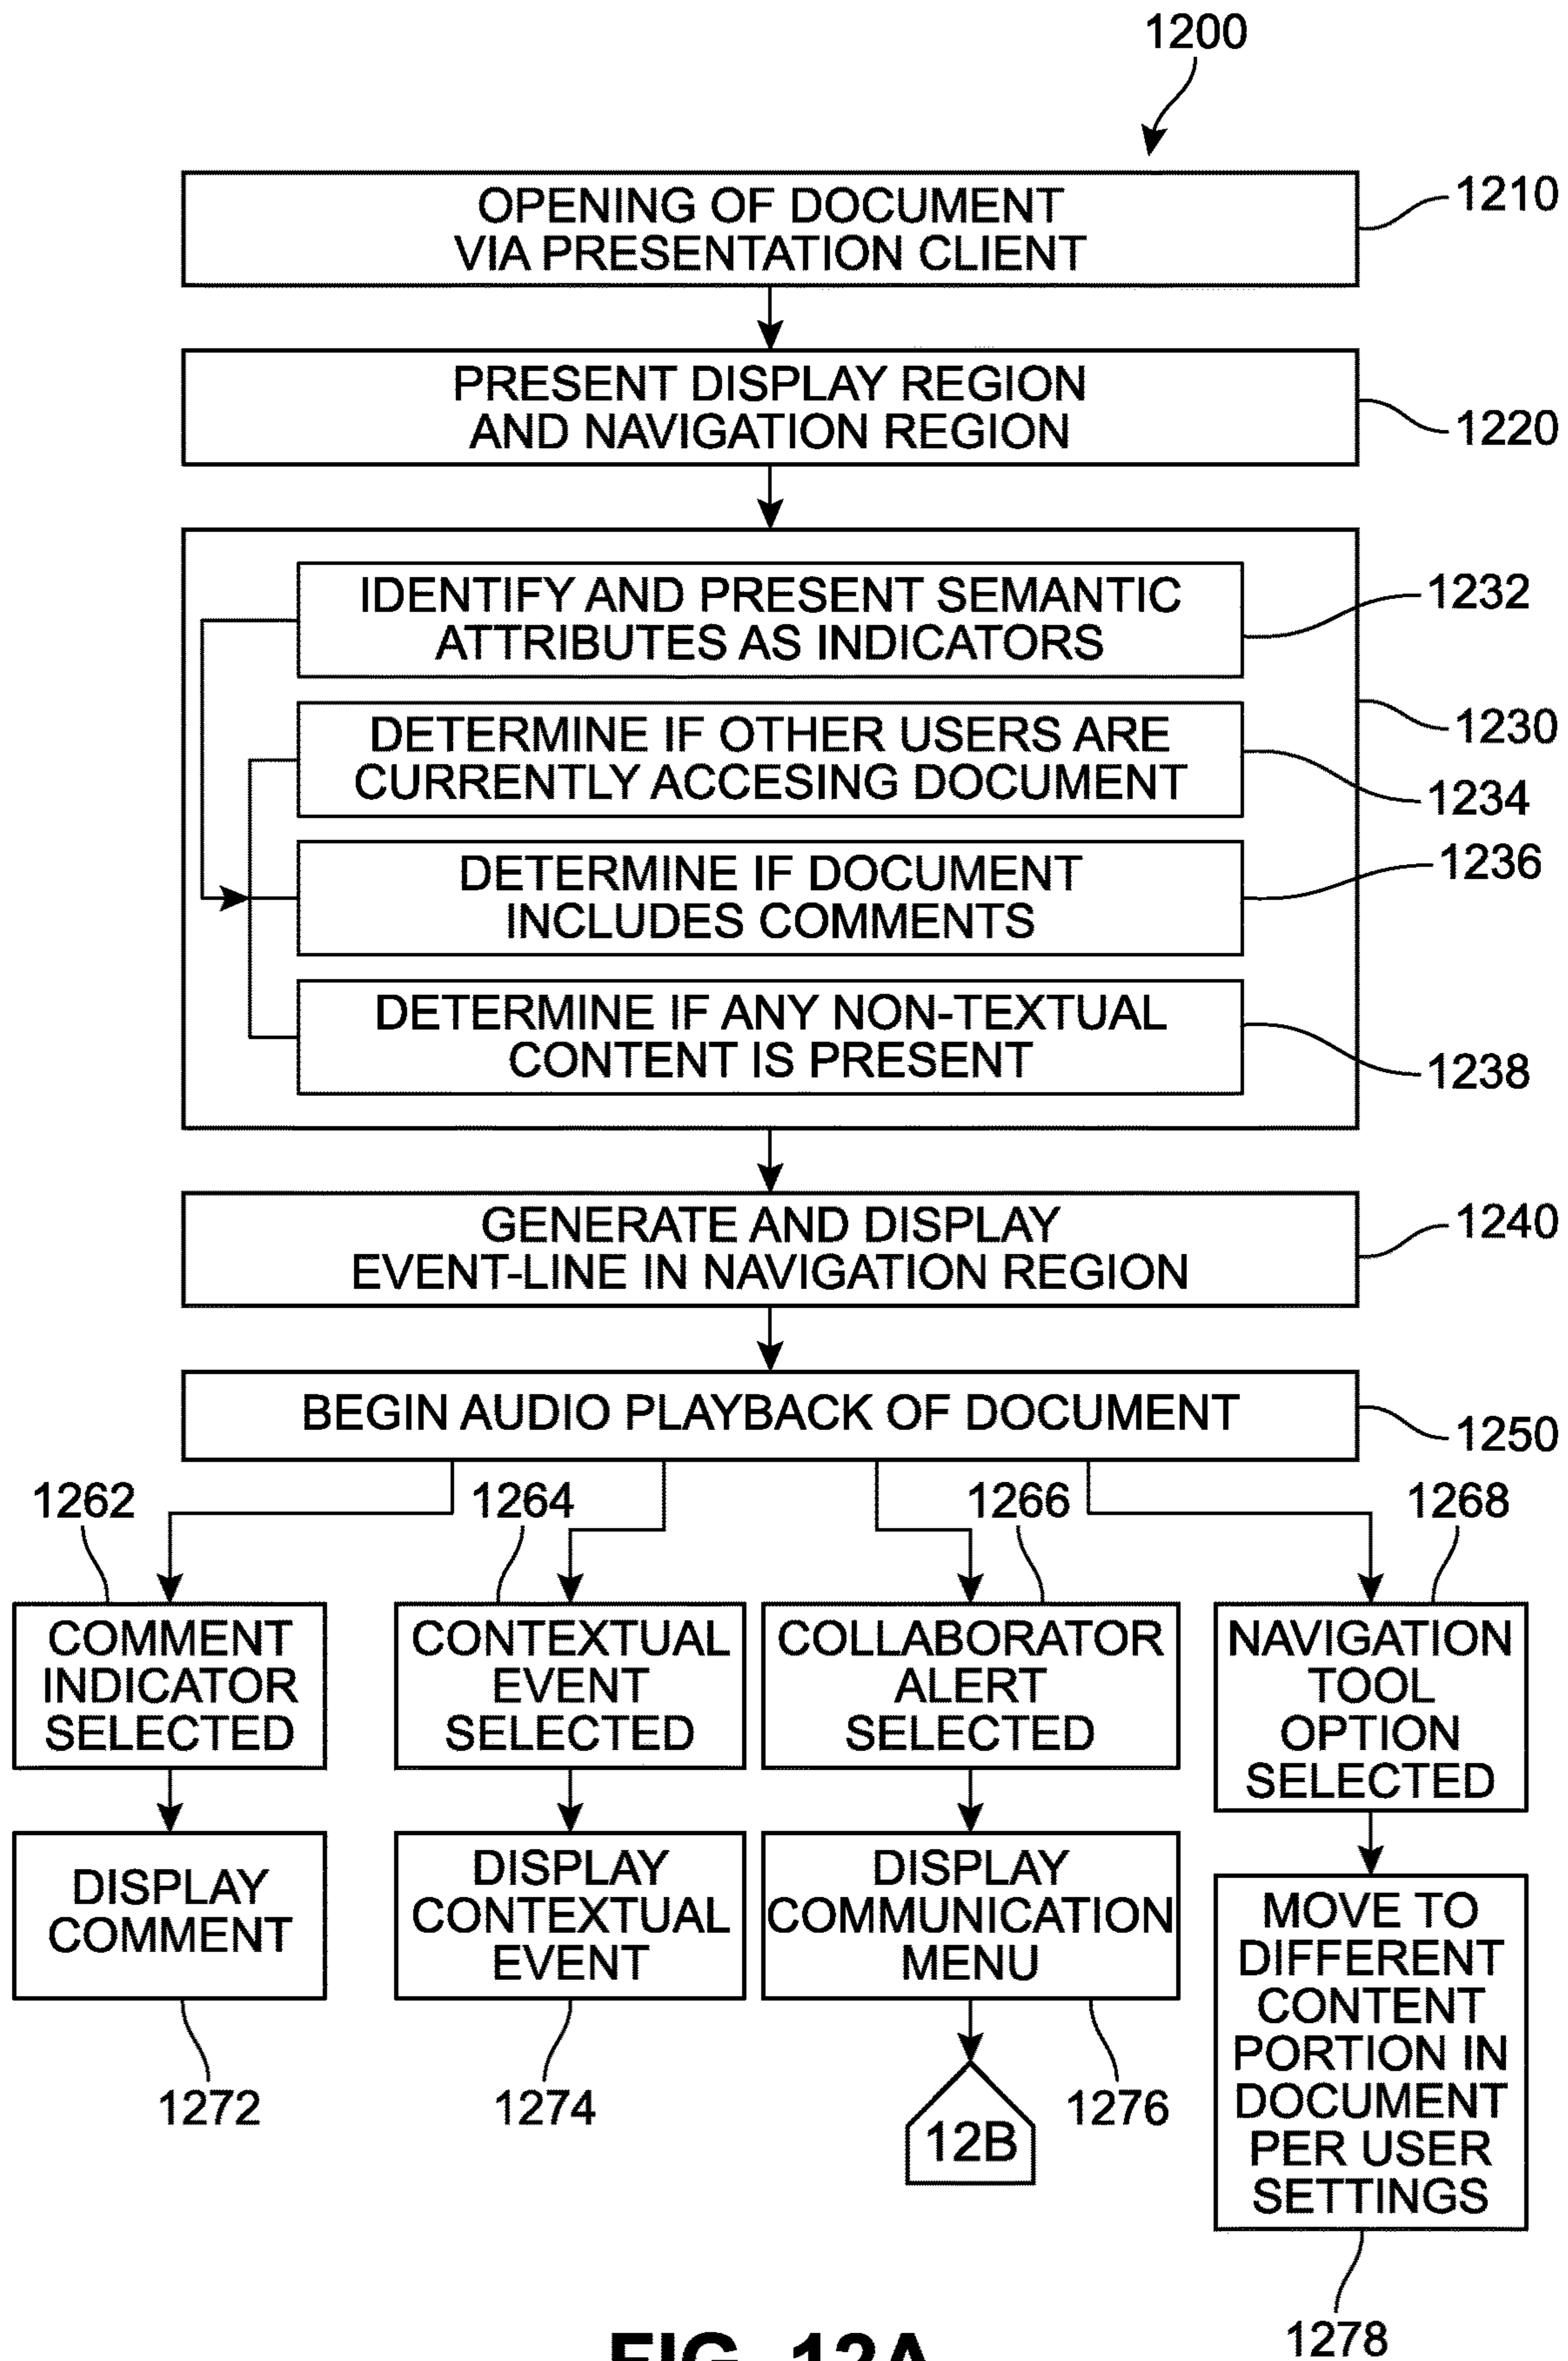 1200
OPENING OF DOCUMENT
VIA PRESENTATION CLIENT
1210
PRESENT DISPLAY REGION
AND NAVIGATION REGION
1220
IDENTIFY AND PRESENT SEMANTIC
ATTRIBUTES AS INDICATORS
1232
1230
DETERMINE IF OTHER USERS ARE
CURRENTLY ACCESING DOCUMENT
1234
DETERMINE IF DOCUMENT
INCLUDES COMMENTS
1236
DETERMINE IF ANY NON-TEXTUAL
CONTENT IS PRESENT
1238
GENERATE AND DISPLAY
EVENT-LINE IN NAVIGATION REGION
1240
BEGIN AUDIO PLAYBACK OF DOCUMENT
1250
1262
COMMENT
INDICATOR
SELECTED
DISPLAY
COMMENT
1272
1264
CONTEXTUAL
EVENT
SELECTED
DISPLAY
CONTEXTUAL
EVENT
1274
1266
COLLABORATOR
ALERT
SELECTED
DISPLAY
COMMUNICATION
MENU
1276
12B
1268
NAVIGATION
TOOL
OPTION
SELECTED
MOVE TO
DIFFERENT
CONTENT
PORTION IN
DOCUMENT
PER USER
SETTINGS
1278
FIG. 12A